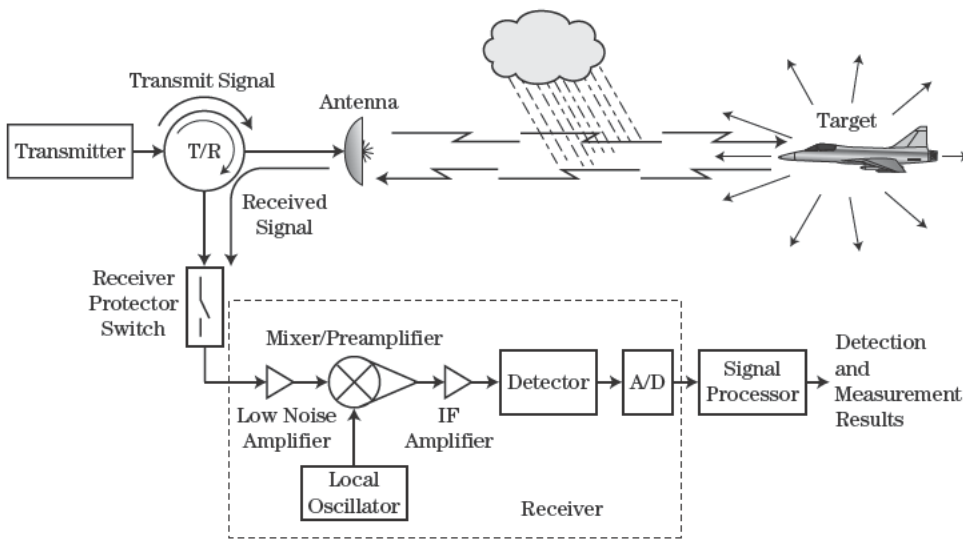 Transmit Signal
Antenna
Transmitter
T/R
Target
Received
Signal
Receiver
Protector
Switch
Mixer/Preamplifier
Detector
A/D
Signal
Processor
Detection
and
Measurement
Results
Low Noise
Amplifier
IF
Amplifier
Local
Oscillator
Receiver